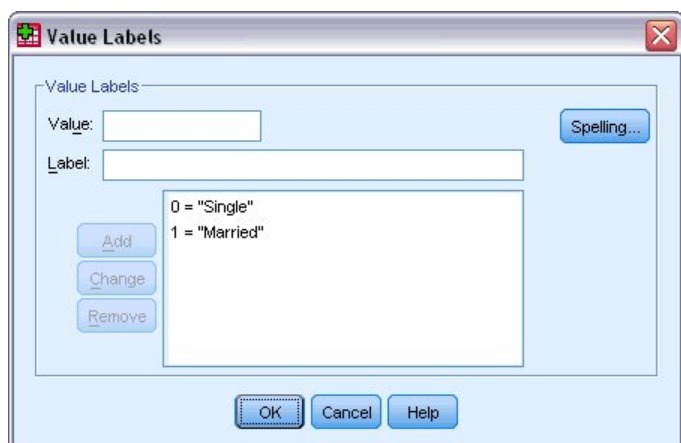 Value Labels
Value Labels
Value:
Spelling...
Label:
0 = "Single"
1 = "Married"
Add
Change
Remove
OK Cancel Help